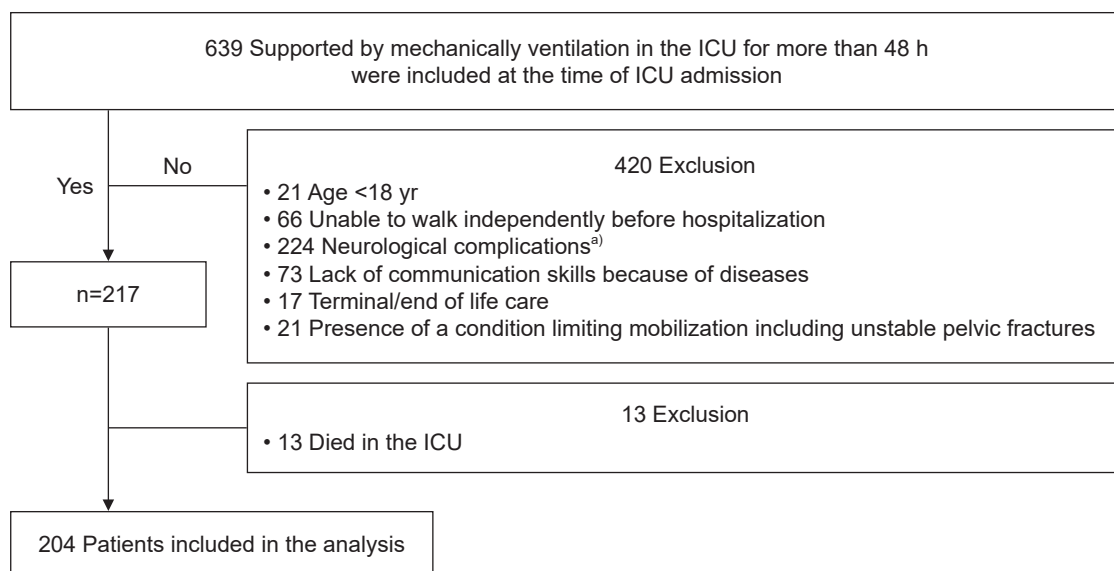 639 Supported by mechanically ventilation in the ICU for more than 48 h
were included at the time of ICU admission
No
Yes
420 Exclusion
• 21 Age <18 yr
• 66 Unable to walk independently before hospitalization
• 224 Neurological complications^a)
• 73 Lack of communication skills because of diseases
• 17 Terminal/end of life care
• 21 Presence of a condition limiting mobilization including unstable pelvic fractures
n=217
13 Exclusion
• 13 Died in the ICU
204 Patients included in the analysis